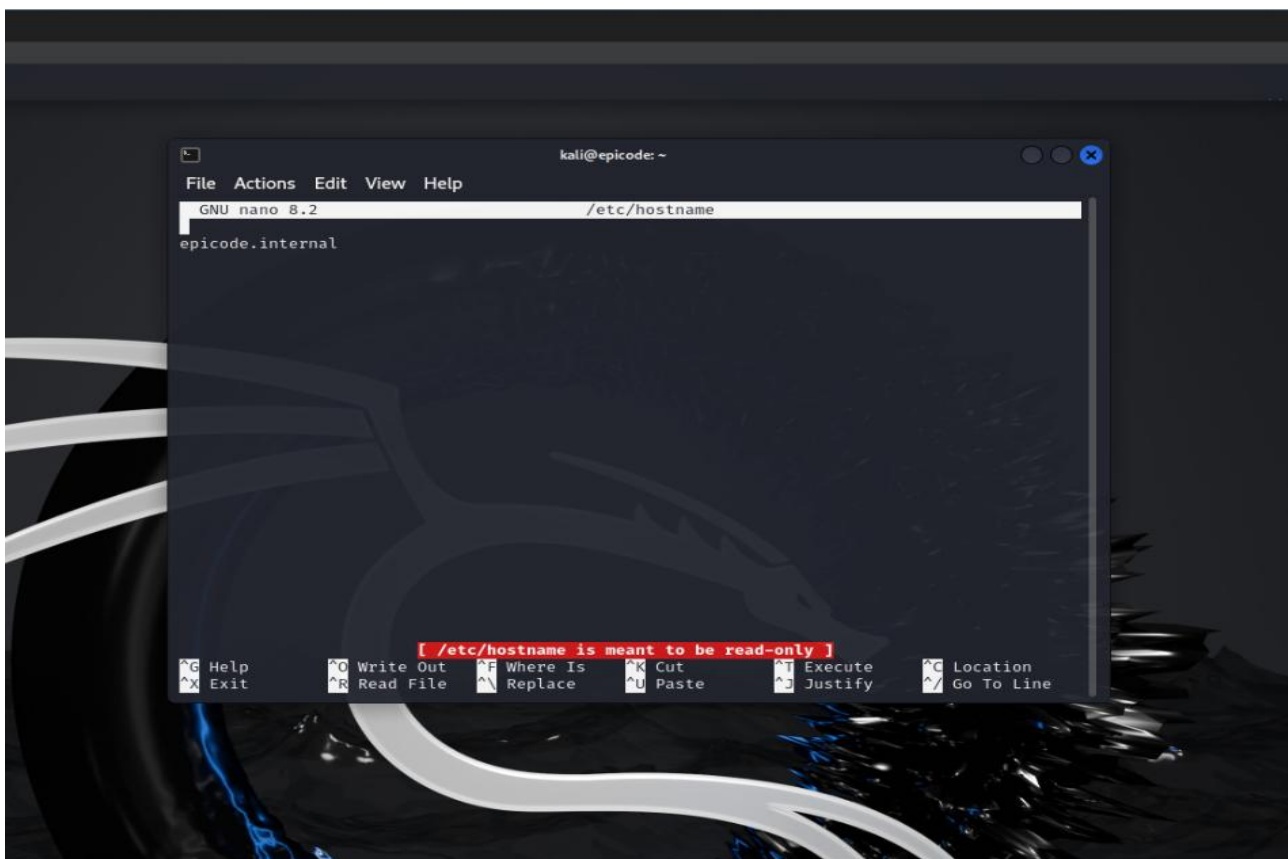 kali@epicode: ~
File Actions Edit View Help
GNU nano 8.2 /etc/hostname
epicode.internal
[ /etc/hostname is meant to be read-only ]
^G Help ^O Write Out ^F Where Is ^K Cut ^T Execute ^C Location
^X Exit ^R Read File ^\ Replace ^U Paste ^J Justify ^/ Go To Line